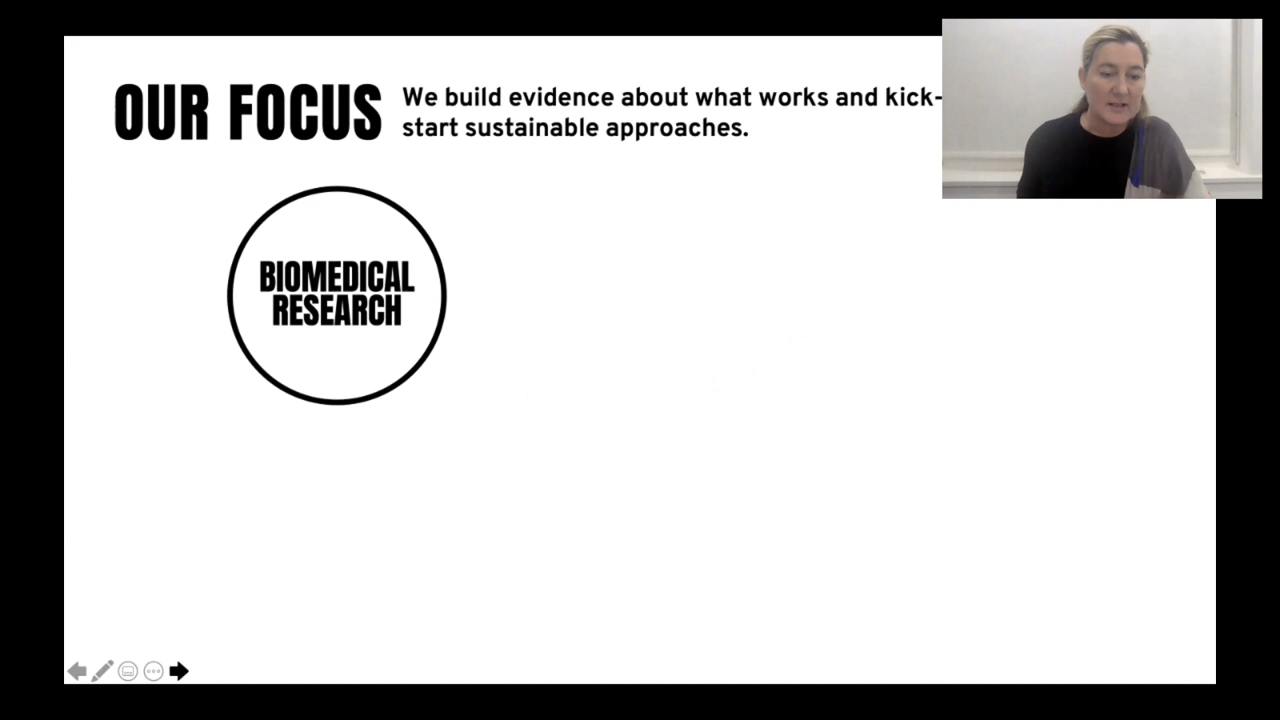 OUR FOCUS
We build evidence about what works and kick-
start sustainable approaches.
BIOMEDICAL
RESEARCH